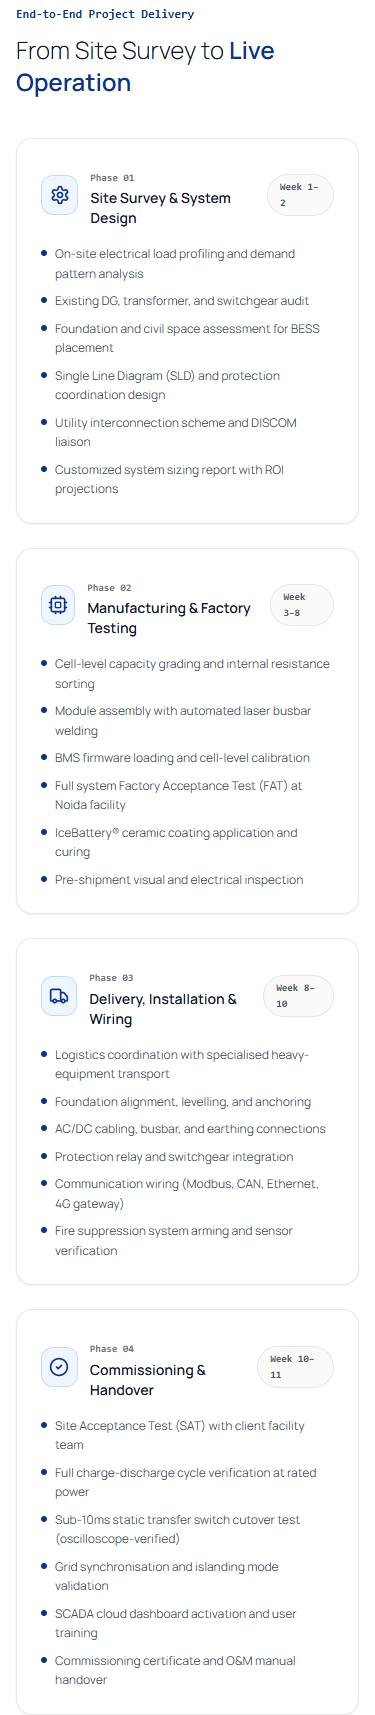 End-to-End Project Delivery
From Site Survey to Live
Operation
Phase 01
Site Survey & System
Design
Week 1–
2
On-site electrical load profiling and demand
pattern analysis
Existing DG, transformer, and switchgear audit
Foundation and civil space assessment for BESS
placement
Single Line Diagram (SLD) and protection
coordination design
Utility interconnection scheme and DISCOM
liaison
Customized system sizing report with ROI
projections
Phase 02
Manufacturing & Factory
Testing
Week
3–8
Cell-level capacity grading and internal resistance
sorting
Module assembly with automated laser busbar
welding
BMS firmware loading and cell-level calibration
Full system Factory Acceptance Test (FAT) at
Noida facility
IceBattery® ceramic coating application and
curing
Pre-shipment visual and electrical inspection
Phase 03
Delivery, Installation &
Wiring
Week 8–
10
Logistics coordination with specialised heavy-
equipment transport
Foundation alignment, levelling, and anchoring
AC/DC cabling, busbar, and earthing connections
Protection relay and switchgear integration
Communication wiring (Modbus, CAN, Ethernet,
4G gateway)
Fire suppression system arming and sensor
verification
Phase 04
Commissioning &
Handover
Week 10–
11
Site Acceptance Test (SAT) with client facility
team
Full charge-discharge cycle verification at rated
power
Sub-10ms static transfer switch cutover test
(oscilloscope-verified)
Grid synchronisation and islanding mode
validation
SCADA cloud dashboard activation and user
training
Commissioning certificate and O&M manual
handover